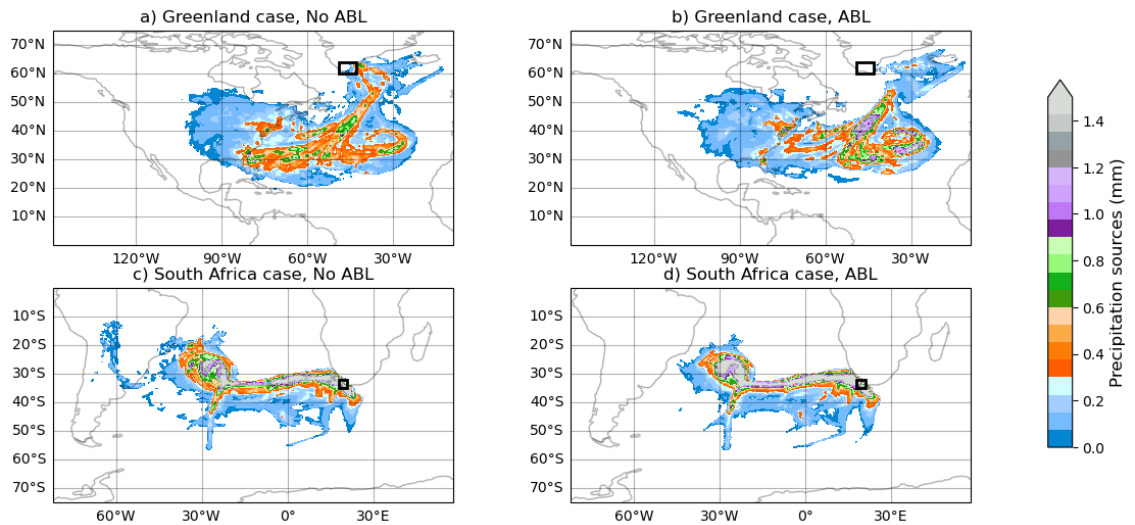 a) Greenland case, No ABL
b) Greenland case, ABL
70°N
60°N
50°N
40°N
30°N
20°N
10°N
120°W 90°W 60°W 30°W
70°N
60°N
50°N
40°N
30°N
20°N
10°N
120°W 90°W 60°W 30°W
c) South Africa case, No ABL
d) South Africa case, ABL
10°S
20°S
30°S
40°S
50°S
60°S
70°S
60°W 30°W 0° 30°E
10°S
20°S
30°S
40°S
50°S
60°S
70°S
60°W 30°W 0° 30°E
1.4
1.2
1.0
0.8
0.6
0.4
0.2
0.0
Precipitation sources (mm)